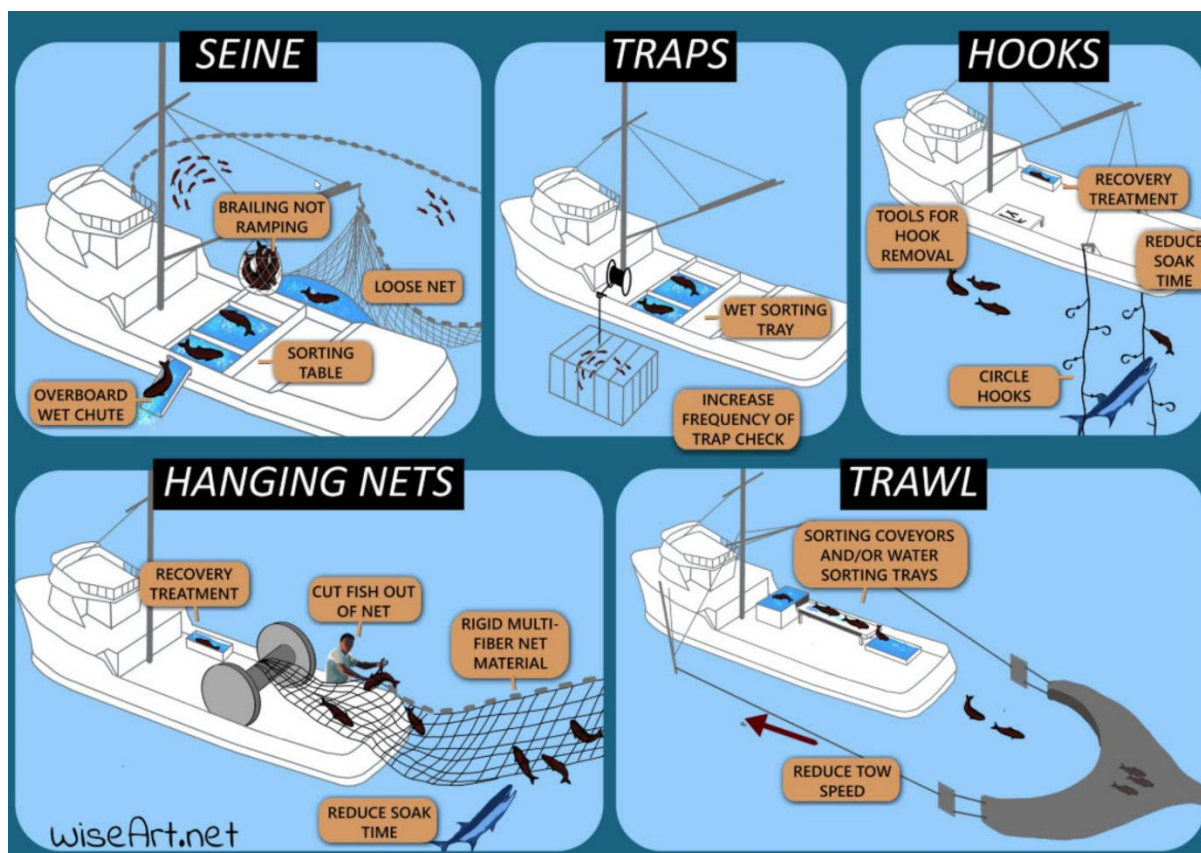 SEINE
BRAILING NOT
RAMPING
LOOSE NET
SORTING
TABLE
OVERBOARD
WET CHUTE
TRAPS
WET SORTING
TRAY
INCREASE
FREQUENCY OF
TRAP CHECK
HOOKS
RECOVERY
TREATMENT
TOOLS FOR
HOOK
REMOVAL
REDUCE
SOAK
TIME
CIRCLE
HOOKS
HANGING NETS
RECOVERY
TREATMENT
CUT FISH OUT
OF NET
RIGID MULTI-
FIBER NET
MATERIAL
REDUCE SOAK
TIME
wiseArt.net
TRAWL
SORTING COVEYORS
AND/OR WATER
SORTING TRAYS
REDUCE TOW
SPEED